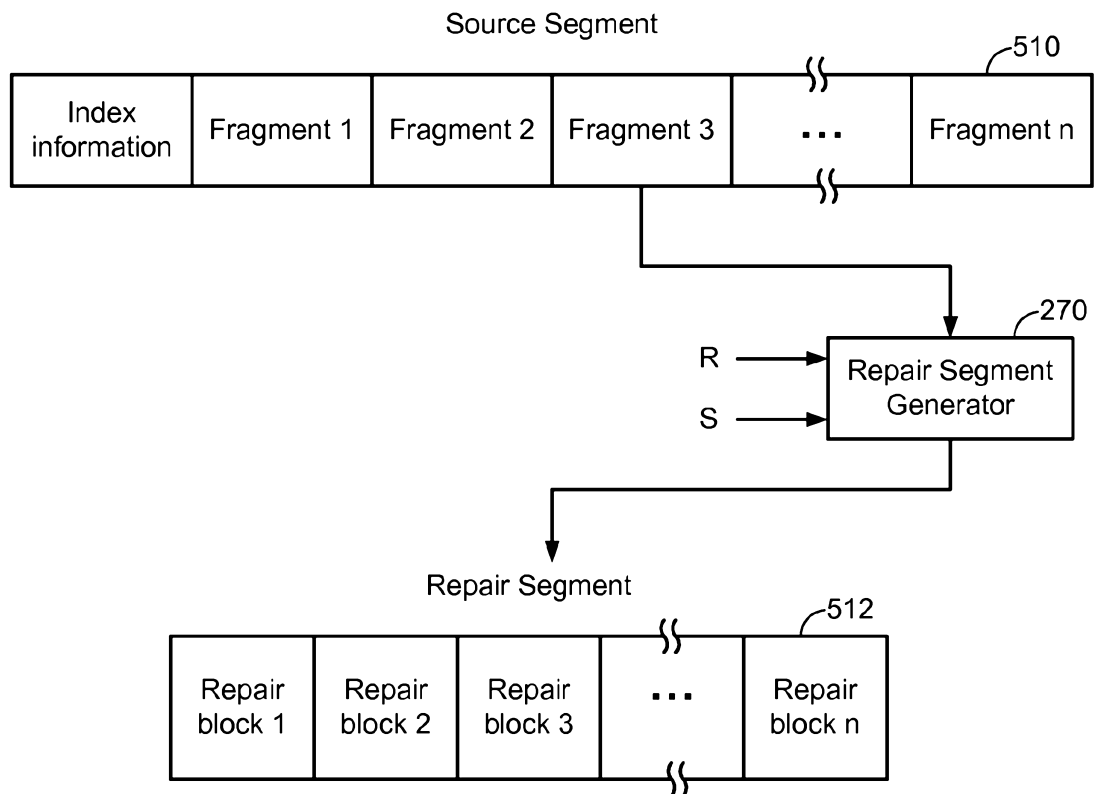 Source Segment
510
Index
information
Fragment 1
Fragment 2
Fragment 3
...
Fragment n
270
R
S
Repair Segment
Generator
Repair Segment
512
Repair
block 1
Repair
block 2
Repair
block 3
...
Repair
block n